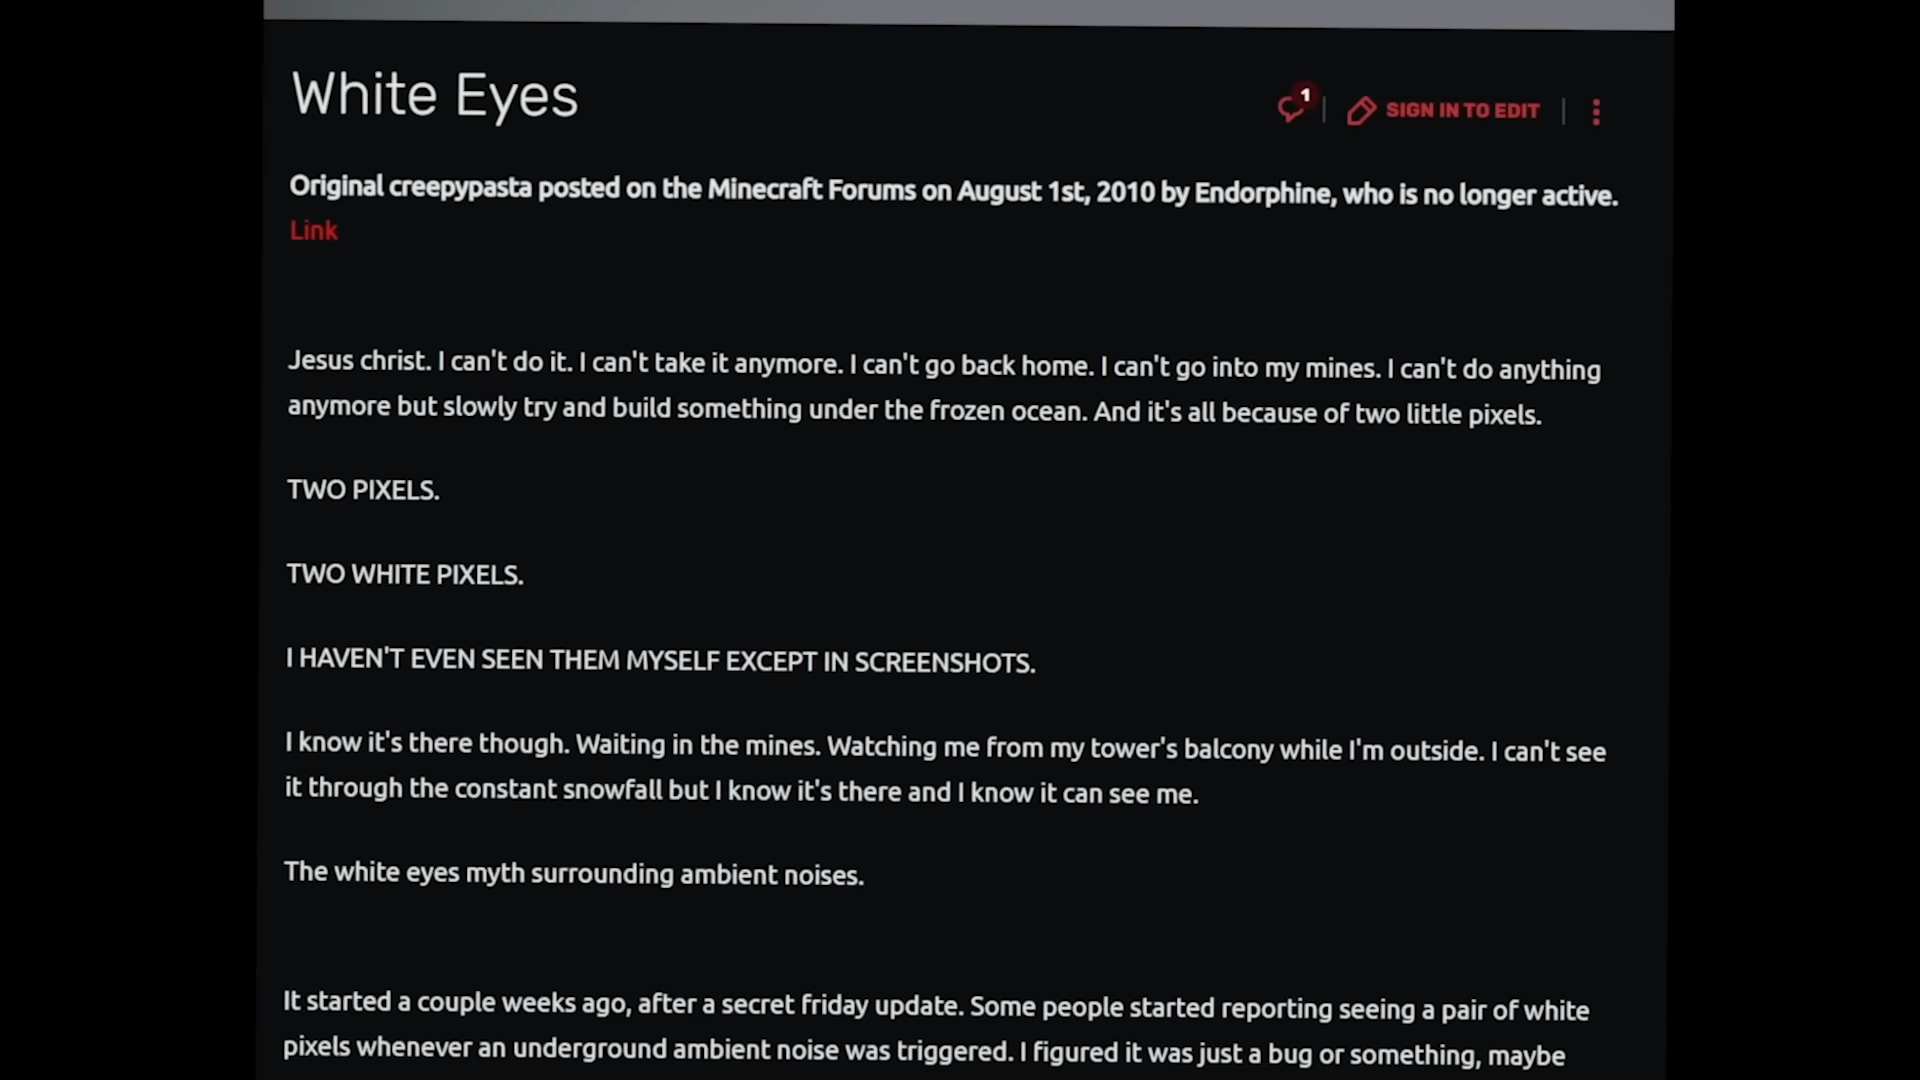 White Eyes
1
SIGN IN TO EDIT
Original creepypasta posted on the Minecraft Forums on August 1st, 2010 by Endorphine, who is no longer active.
Link
Jesus christ. I can't do it. I can't take it anymore. I can't go back home. I can't go into my mines. I can't do anything
anymore but slowly try and build something under the frozen ocean. And it's all because of two little pixels.
TWO PIXELS.
TWO WHITE PIXELS.
I HAVEN'T EVEN SEEN THEM MYSELF EXCEPT IN SCREENSHOTS.
I know it's there though. Waiting in the mines. Watching me from my tower's balcony while I'm outside. I can't see
it through the constant snowfall but I know it's there and I know it can see me.
The white eyes myth surrounding ambient noises.
It started a couple weeks ago, after a secret friday update. Some people started reporting seeing a pair of white
pixels whenever an underground ambient noise was triggered. I figured it was just a bug or something, maybe